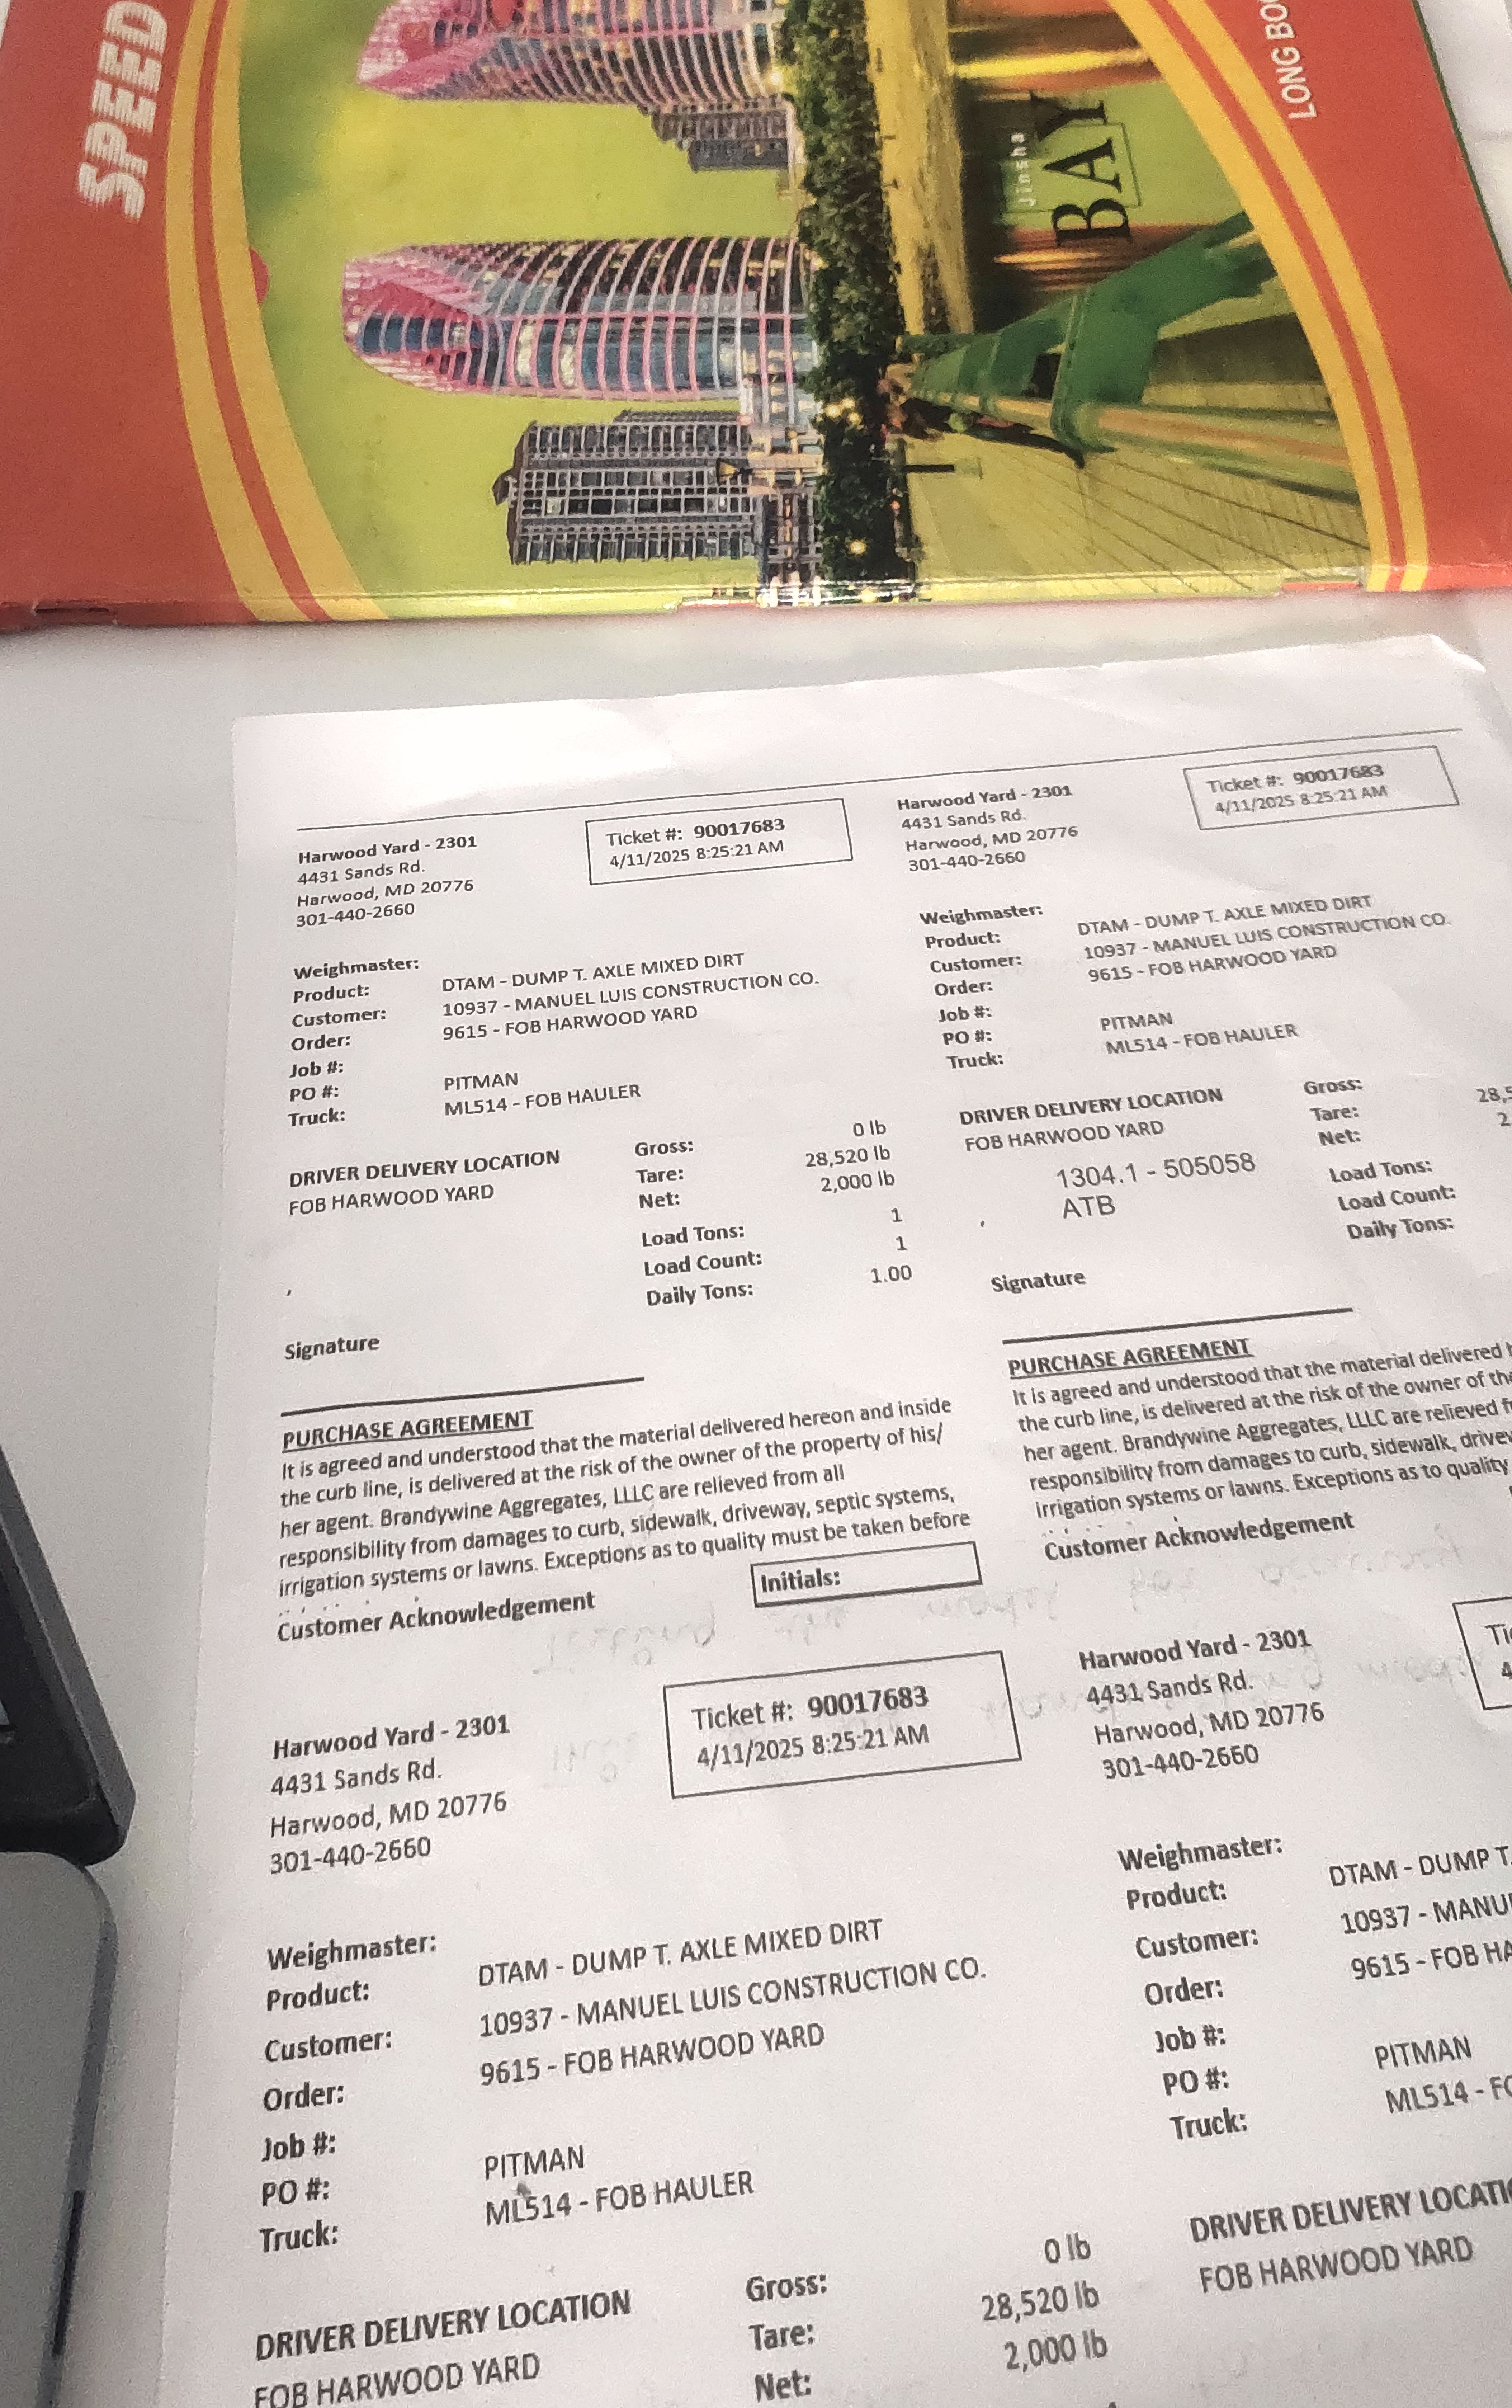 SPEED
LONG BO
Jinsha
BAY
Harwood Yard - 2301
4431 Sands Rd.
Harwood, MD 20776
301-440-2660
Ticket #: 90017683
4/11/2025 8:25:21 AM
Weighmaster:
Product: DTAM - DUMP T. AXLE MIXED DIRT
Customer: 10937 - MANUEL LUIS CONSTRUCTION CO.
Order: 9615 - FOB HARWOOD YARD
Job #:
PO #: PITMAN
Truck: ML514 - FOB HAULER
DRIVER DELIVERY LOCATION
FOB HARWOOD YARD
Gross: 0 lb
Tare: 28,520 lb
Net: 2,000 lb
Load Tons: 1
Load Count: 1
Daily Tons: 1.00
Signature
PURCHASE AGREEMENT
It is agreed and understood that the material delivered hereon and inside
the curb line, is delivered at the risk of the owner of the property of his/
her agent. Brandywine Aggregates, LLLC are relieved from all
responsibility from damages to curb, sidewalk, driveway, septic systems,
irrigation systems or lawns. Exceptions as to quality must be taken before
Customer Acknowledgement
Initials:
Harwood Yard - 2301
4431 Sands Rd.
Harwood, MD 20776
301-440-2660
Ticket #: 90017683
4/11/2025 8:25:21 AM
Weighmaster:
Product: DTAM - DUMP T. AXLE MIXED DIRT
Customer: 10937 - MANUEL LUIS CONSTRUCTION CO.
Order: 9615 - FOB HARWOOD YARD
Job #:
PO #: PITMAN
Truck: ML514 - FOB HAULER
DRIVER DELIVERY LOCATION
FOB HARWOOD YARD
1304.1 - 505058
ATB
Gross:
Tare: 28,5
Net: 2
Load Tons:
Load Count:
Daily Tons:
Signature
PURCHASE AGREEMENT
It is agreed and understood that the material delivered
the curb line, is delivered at the risk of the owner of the
her agent. Brandywine Aggregates, LLLC are relieved
responsibility from damages to curb, sidewalk,
irrigation systems or lawns. Exceptions as to quality
Customer Acknowledgement
Harwood Yard - 2301
4431 Sands Rd.
Harwood, MD 20776
301-440-2660
Ticket #: 90017683
4/11/2025 8:25:21 AM
Weighmaster:
Product: DTAM - DUMP T. AXLE MIXED DIRT
Customer: 10937 - MANUEL LUIS CONSTRUCTION CO.
Order: 9615 - FOB HARWOOD YARD
Job #:
PO #: PITMAN
Truck: ML514 - FOB HAULER
DRIVER DELIVERY LOCATION
FOB HARWOOD YARD
Gross: 0 lb
Tare: 28,520 lb
Net: 2,000 lb
Harwood Yard - 2301
4431 Sands Rd.
Harwood, MD 20776
301-440-2660
Ti
4
Weighmaster:
Product: DTAM - DUMP T.
Customer: 10937 - MANU
Order: 9615 - FOB HA
Job #:
PO #: PITMAN
Truck: ML514 - FO
DRIVER DELIVERY LOCATI
FOB HARWOOD YARD